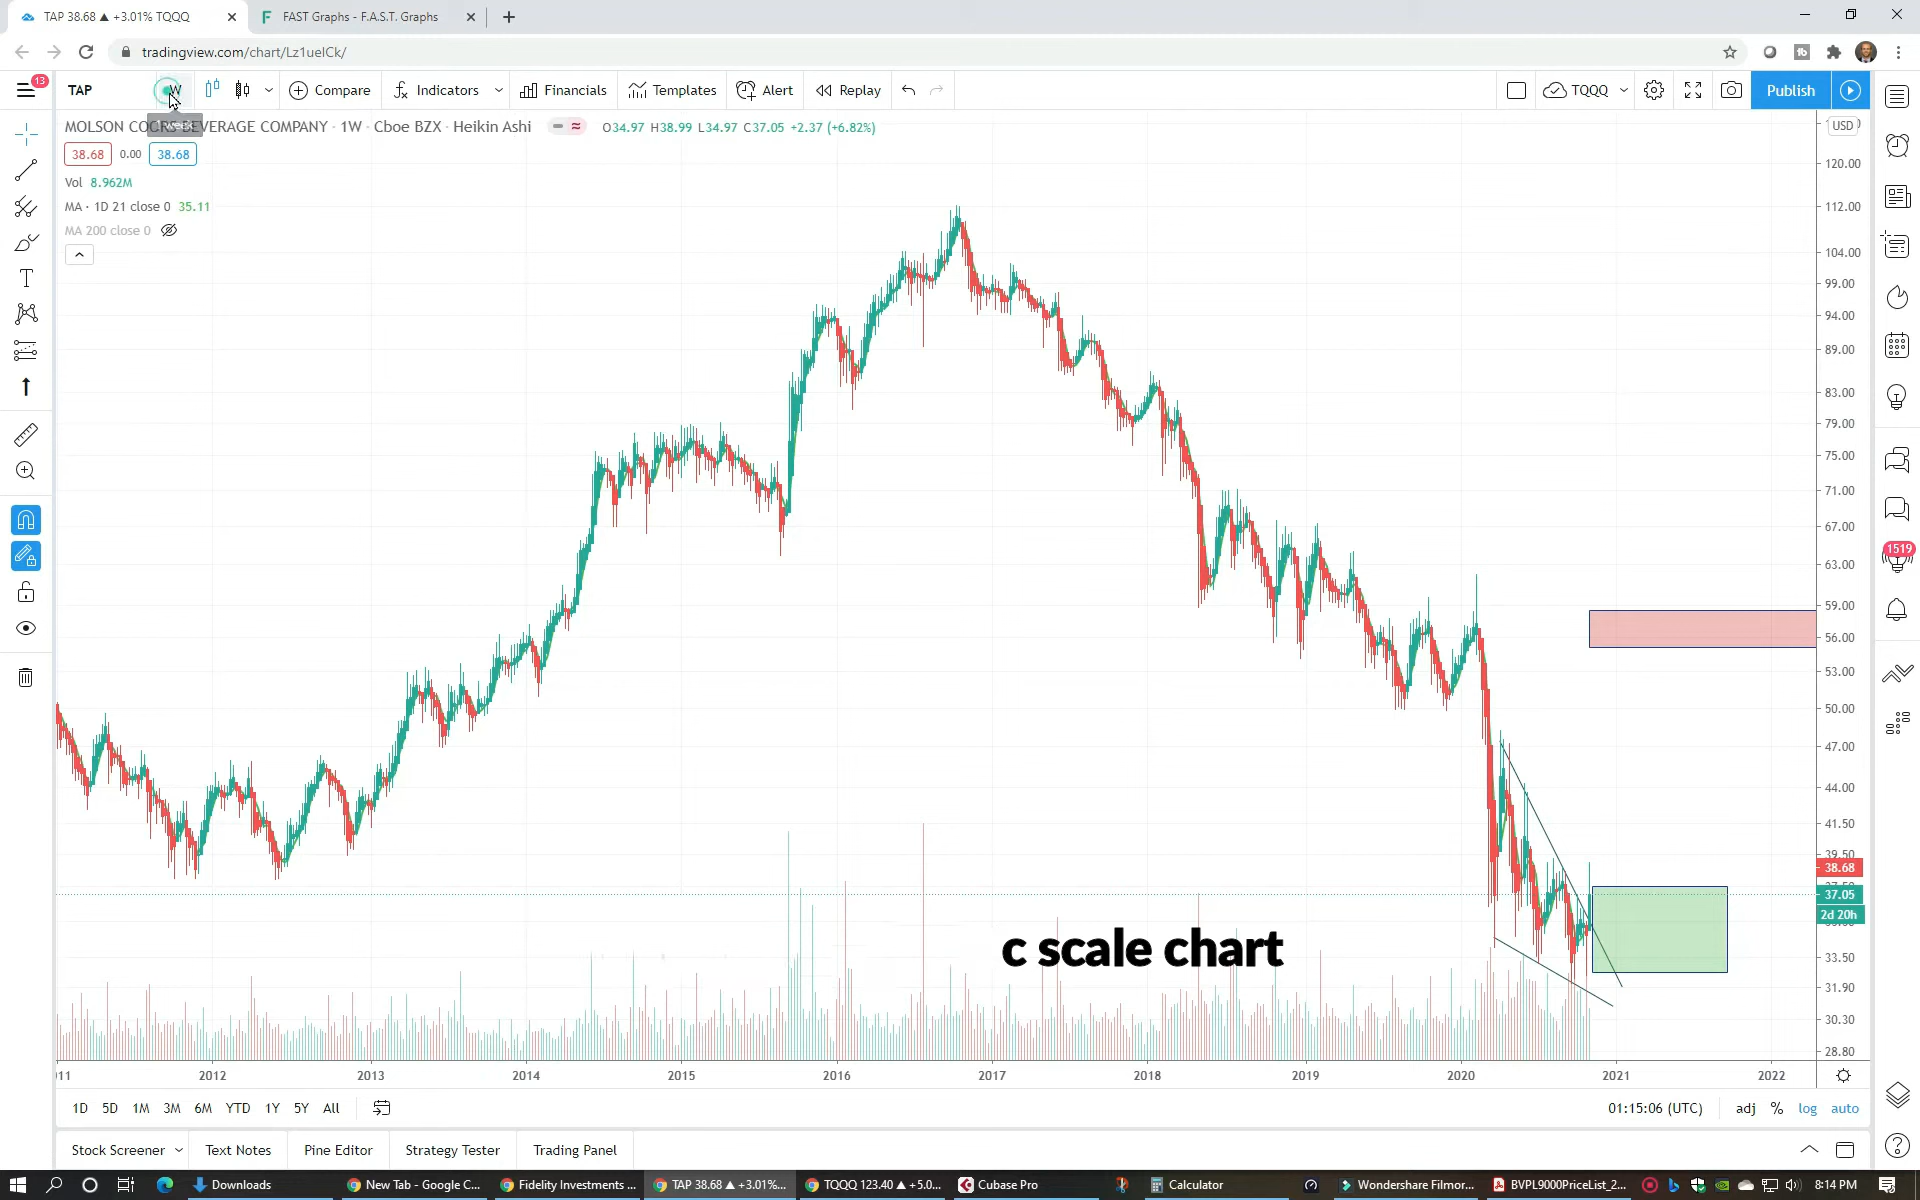 TAP 38.68 ▲ +3.01% TQQQ
FAST Graphs - F.A.S.T. Graphs
tradingview.com/chart/Lz1ueICk/
13
TAP
W
Compare
Indicators
Financials
Templates
Alert
Replay
TQQQ
Publish
MOLSON COORS BEVERAGE COMPANY · 1W · Cboe BZX · Heikin Ashi
O34.97 H38.99 L34.97 C37.05 +2.37 (+6.82%)
USD
38.68 0.00 38.68
Vol 8.962M
MA · 1D 21 close 0 35.11
MA 200 close 0
120.00
112.00
104.00
99.00
94.00
89.00
83.00
79.00
75.00
71.00
67.00
63.00
59.00
56.00
53.00
50.00
47.00
44.00
41.50
39.50
38.68
37.05
2d 20h
33.50
31.90
30.30
28.80
1519
c scale chart
2012 2013 2014 2015 2016 2017 2018 2019 2020 2021 2022
1D 5D 1M 3M 6M YTD 1Y 5Y All
01:15:06 (UTC) adj % log auto
Stock Screener
Text Notes
Pine Editor
Strategy Tester
Trading Panel
Downloads
New Tab - Google C...
Fidelity Investments ...
TAP 38.68 ▲ +3.01%...
TQQQ 123.40 ▲ +5.0...
Cubase Pro
Calculator
Wondershare Filmor...
BVPL9000PriceList_2...
8:14 PM